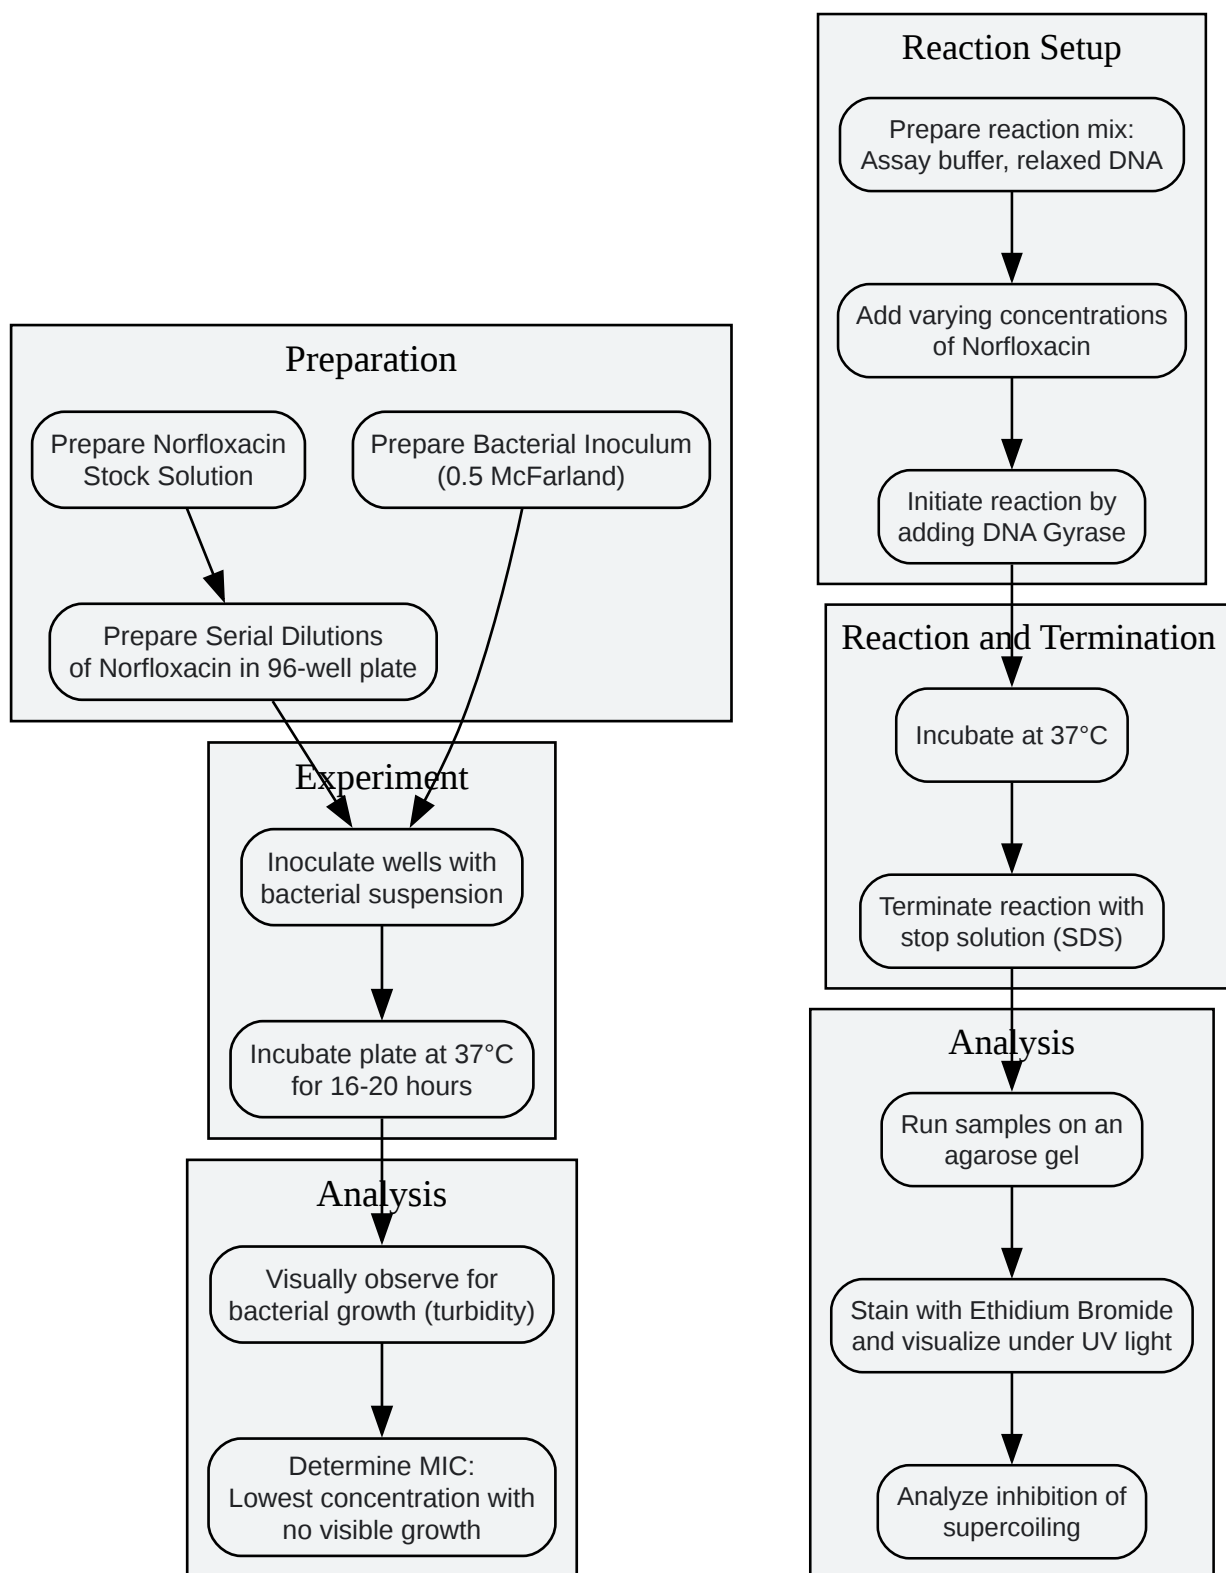 Preparation
Prepare Norfloxacin
Stock Solution
Prepare Bacterial Inoculum
(0.5 McFarland)
Prepare Serial Dilutions
of Norfloxacin in 96-well plate
Experiment
Inoculate wells with
bacterial suspension
Incubate plate at 37°C
for 16-20 hours
Analysis
Visually observe for
bacterial growth (turbidity)
Determine MIC:
Lowest concentration with
no visible growth
Reaction Setup
Prepare reaction mix:
Assay buffer, relaxed DNA
Add varying concentrations
of Norfloxacin
Initiate reaction by
adding DNA Gyrase
Reaction and Termination
Incubate at 37°C
Terminate reaction with
stop solution (SDS)
Analysis
Run samples on an
agarose gel
Stain with Ethidium Bromide
and visualize under UV light
Analyze inhibition of
supercoiling